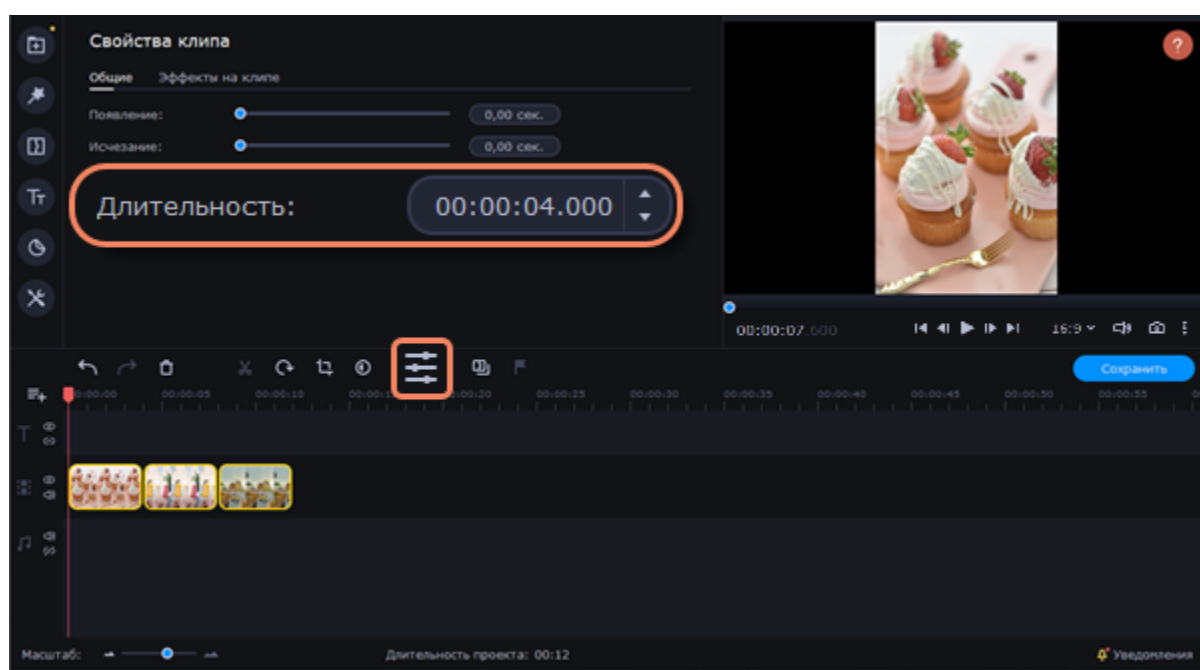 Свойства клипа
Общие Эффекты на клипе
Появление: 0,00 сек.
Исчезание: 0,00 сек.
Длительность: 00:00:04.000
?
00:00:07.600 16:9
Сохранить
00:00:05 00:00:10 00:00:20 00:00:25 00:00:30 00:00:35 00:00:40 00:00:45 00:00:50 00:00:55
Масштаб: Длительность проекта: 00:12 Уведомления